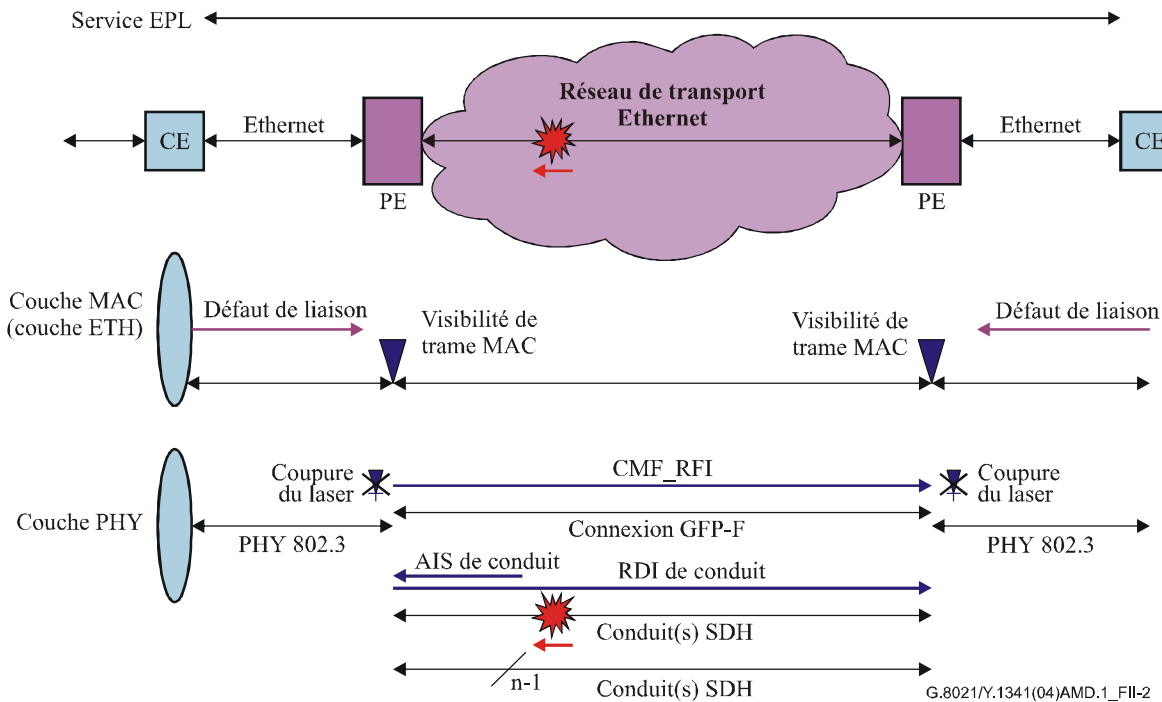 Service EPL
Réseau de transport
Ethernet
CE
Ethernet
Ethernet
CE
PE
PE
Couche MAC
(couche ETH)
Défaut de liaison
Visibilité de
trame MAC
Visibilité de
trame MAC
Défaut de liaison
Couche PHY
Coupure
du laser
CMF_RFI
Coupure
du laser
PHY 802.3
Connexion GFP-F
PHY 802.3
AIS de conduit
RDI de conduit
Conduit(s) SDH
n-1
Conduit(s) SDH
G.8021/Y.1341(04)AMD.1_FII-2